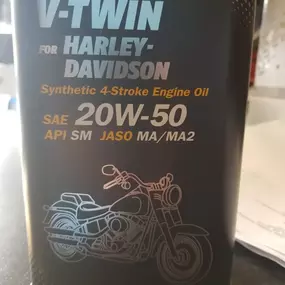 V-TWIN
FOR HARLEY-
DAVIDSON
Synthetic 4-Stroke Engine Oil
SAE 20W-50
API SM JASO MA/MA2